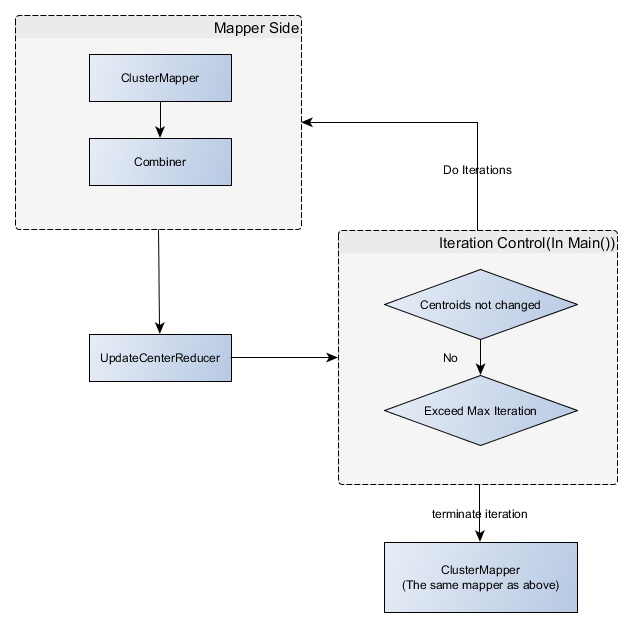 Mapper Side
ClusterMapper
Combiner
Do Iterations
Iteration Control(In Main())
Centroids not changed
UpdateCenterReducer
No
Exceed Max Iteration
terminate iteration
ClusterMapper
(The same mapper as above)